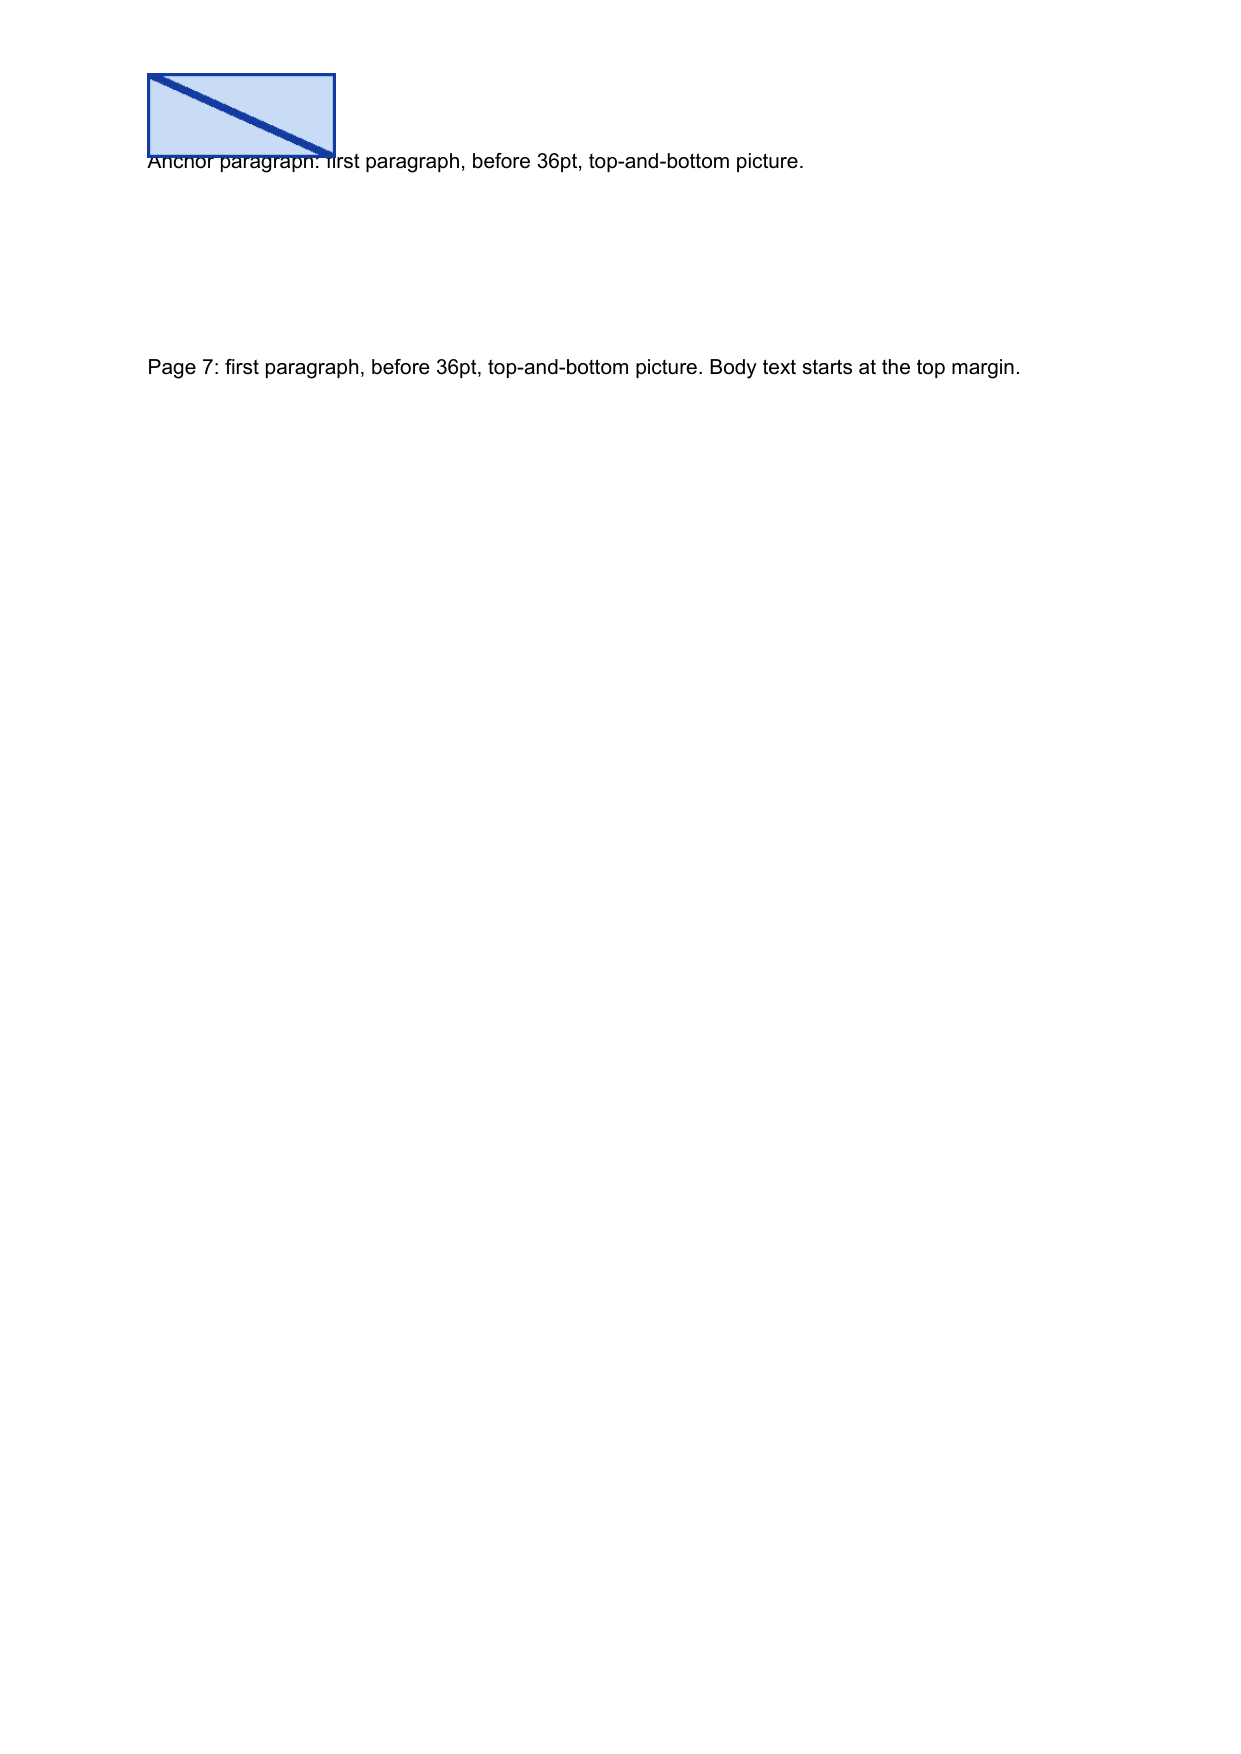 Anchor paragraph: first paragraph, before 36pt, top-and-bottom picture.
Page 7: first paragraph, before 36pt, top-and-bottom picture. Body text starts at the top margin.